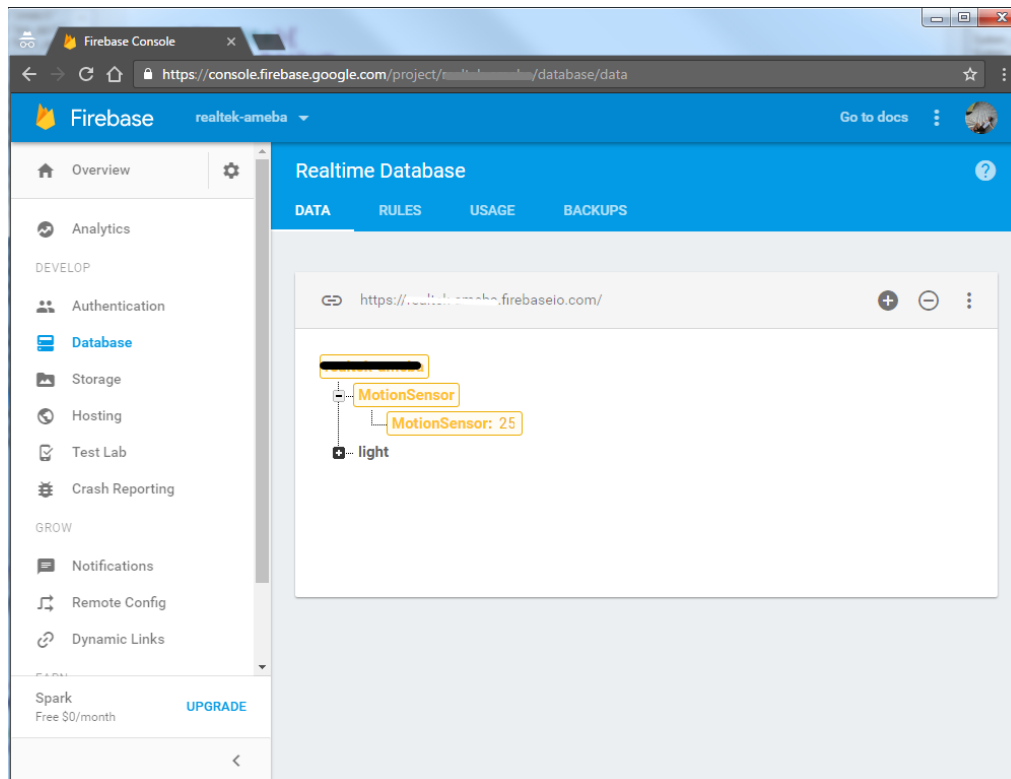 Firebase Console
https://console.firebase.google.com/project/ /database/data
Firebase realtek-ameba Go to docs
Overview
Realtime Database
DATA RULES USAGE BACKUPS
Analytics
DEVELOP
Authentication
Database
Storage
Hosting
Test Lab
Crash Reporting
GROW
Notifications
Remote Config
Dynamic Links
Spark
Free $0/month
UPGRADE
https:// .firebaseio.com/
MotionSensor
MotionSensor: 25
light